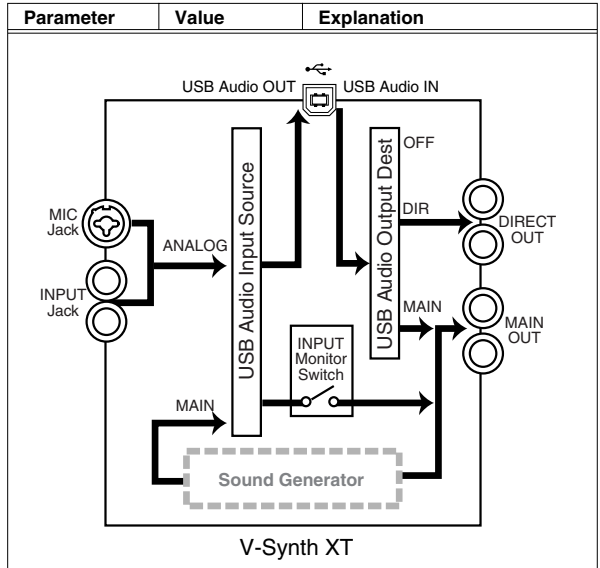 Parameter Value Explanation
USB Audio OUT USB Audio IN
OFF
USB Audio Input Source
USB Audio Output Dest
MIC
Jack
DIR
DIRECT
OUT
ANALOG
INPUT
Jack
MAIN
MAIN
OUT
INPUT
Monitor
Switch
MAIN
Sound Generator
V-Synth XT